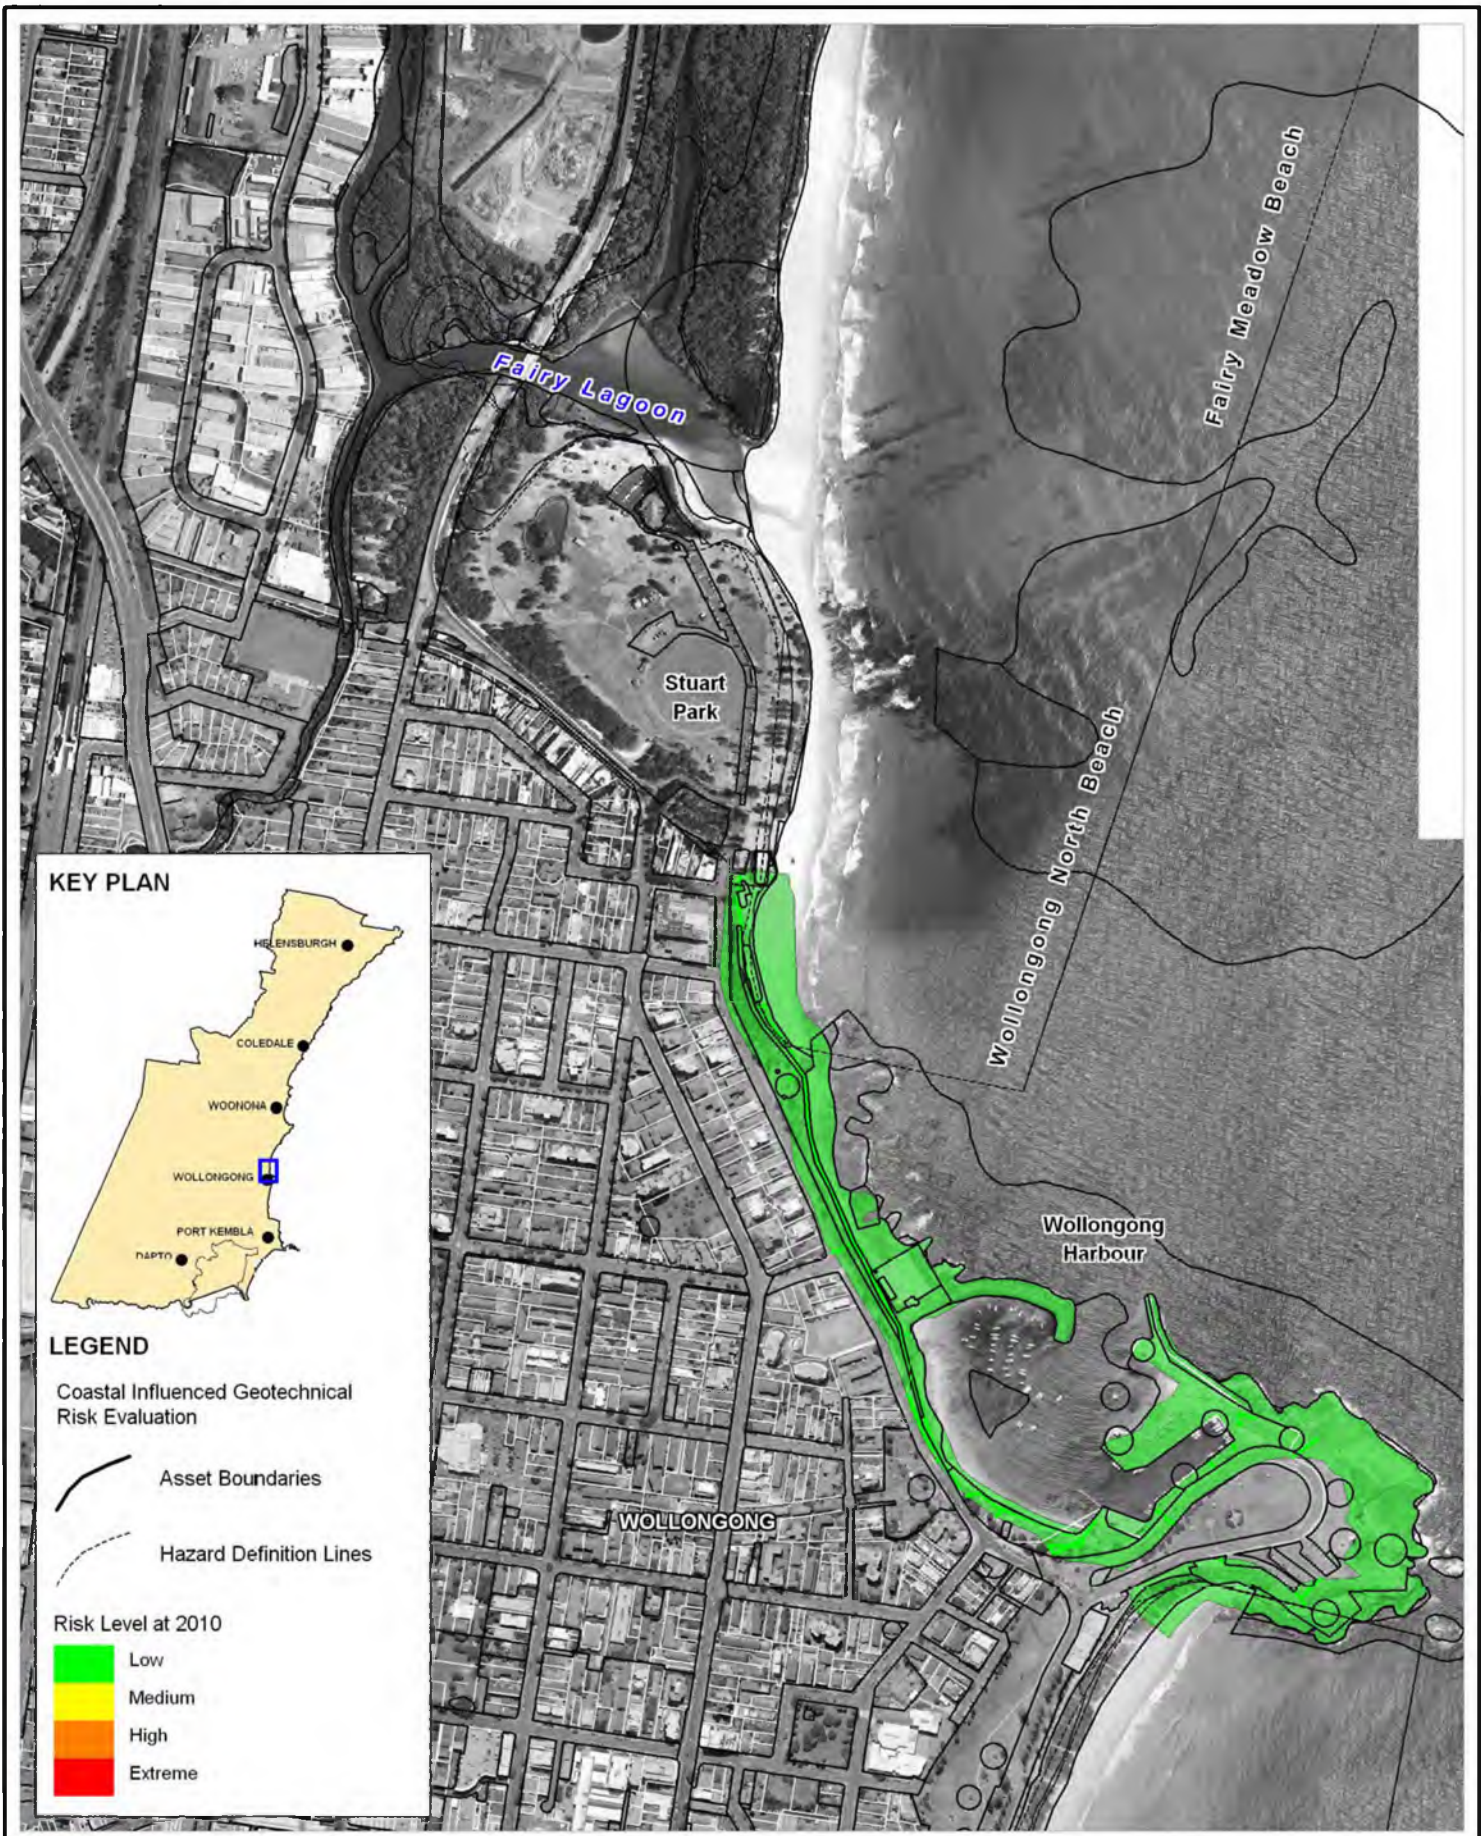 Fairy Meadow Beach
Fairy Lagoon
Stuart
Park
Wollongong North Beach
KEY PLAN
HELENSBURGH
COLEDALE
WOONONA
WOLLONGONG
PORT KEMBLA
DAPTO
Wollongong
Harbour
LEGEND
Coastal Influenced Geotechnical
Risk Evaluation
Asset Boundaries
Hazard Definition Lines
WOLLONGONG
Risk Level at 2010
Low
Medium
High
Extreme